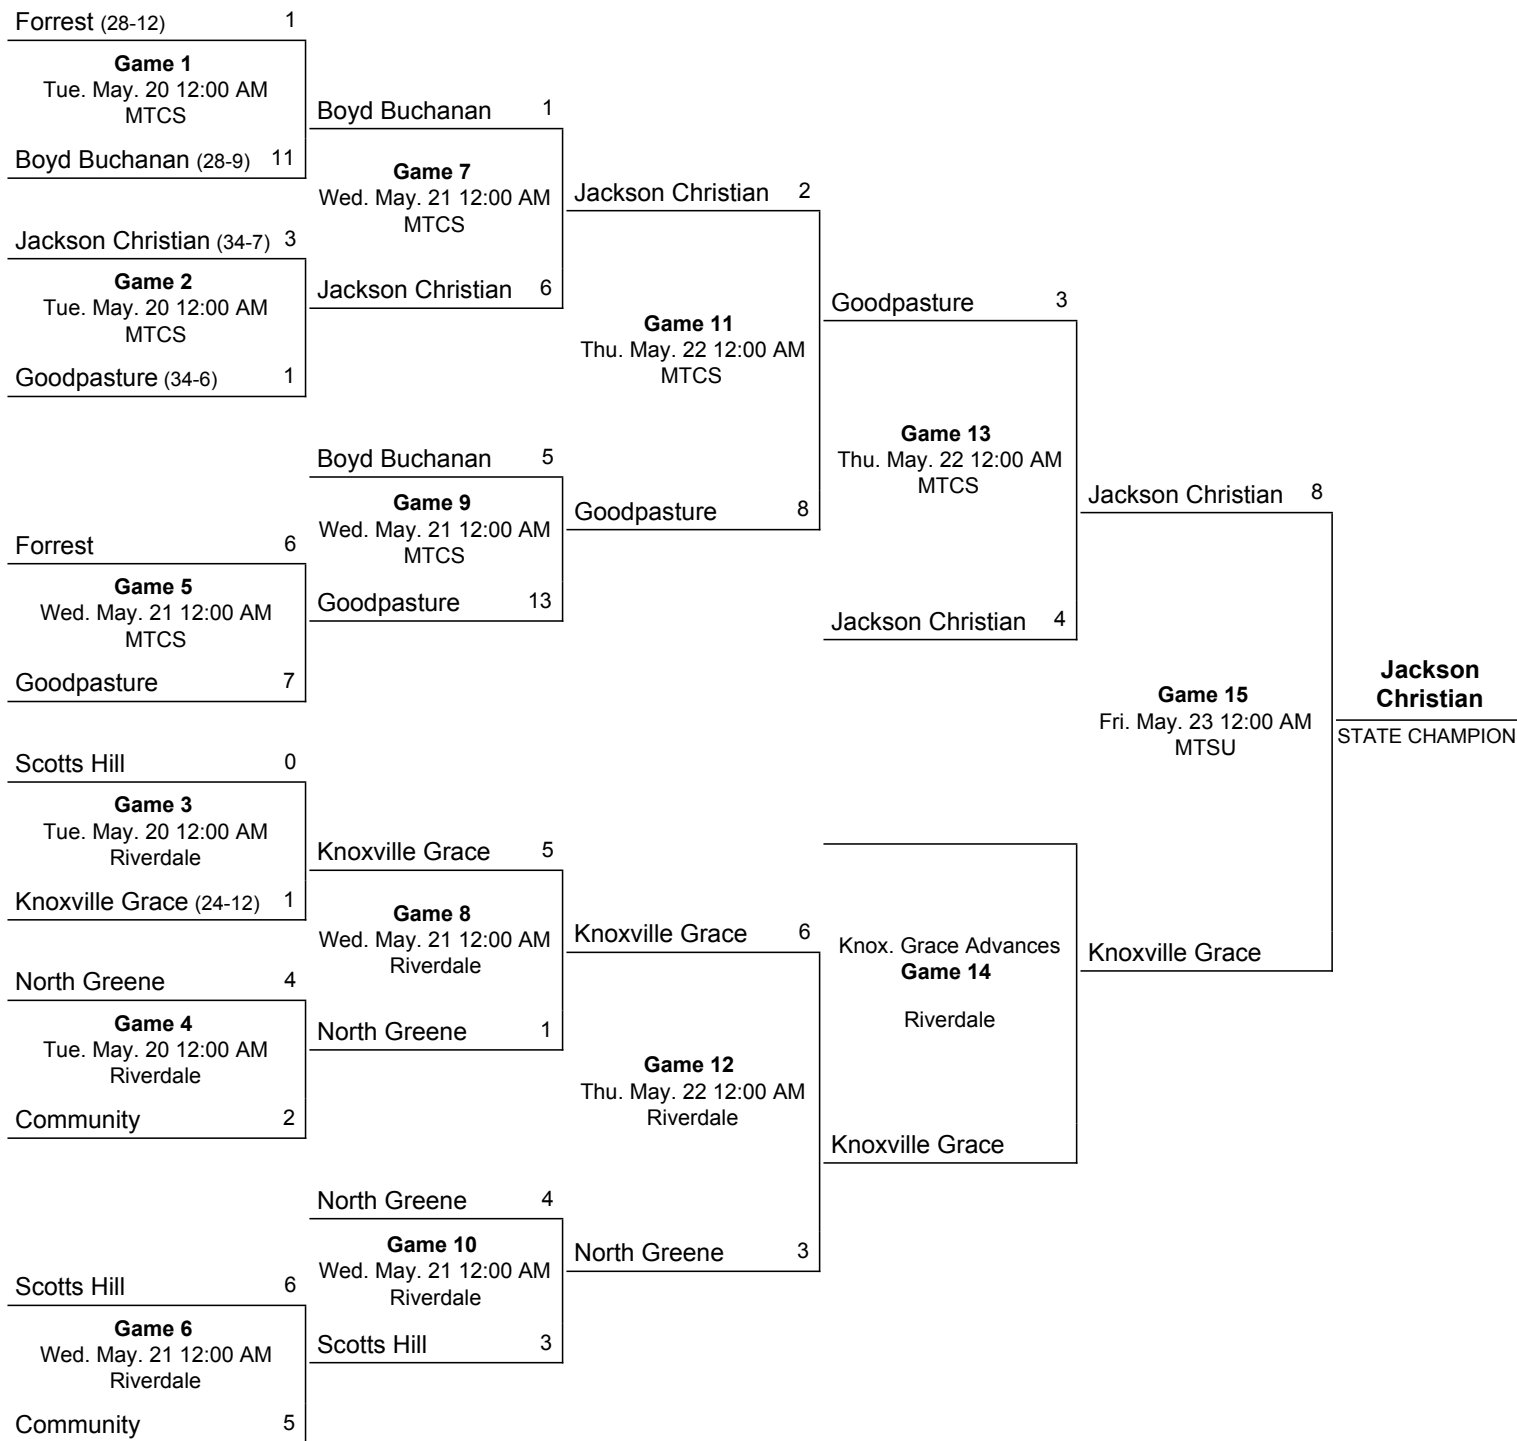 Forrest (28-12) 1
Game 1
Tue. May. 20 12:00 AM
MTCS
Boyd Buchanan (28-9) 11
Jackson Christian (34-7) 3
Game 2
Tue. May. 20 12:00 AM
MTCS
Goodpasture (34-6) 1
Forrest 6
Game 5
Wed. May. 21 12:00 AM
MTCS
Goodpasture 7
Scotts Hill 0
Game 3
Tue. May. 20 12:00 AM
Riverdale
Knoxville Grace (24-12) 1
North Greene 4
Game 4
Tue. May. 20 12:00 AM
Riverdale
Community 2
Scotts Hill 6
Game 6
Wed. May. 21 12:00 AM
Riverdale
Community 5
Boyd Buchanan 1
Game 7
Wed. May. 21 12:00 AM
MTCS
Jackson Christian 6
Boyd Buchanan 5
Game 9
Wed. May. 21 12:00 AM
MTCS
Goodpasture 13
Knoxville Grace 5
Game 8
Wed. May. 21 12:00 AM
Riverdale
North Greene 1
North Greene 4
Game 10
Wed. May. 21 12:00 AM
Riverdale
Scotts Hill 3
Jackson Christian 2
Game 11
Thu. May. 22 12:00 AM
MTCS
Goodpasture 8
Knoxville Grace 6
Game 12
Thu. May. 22 12:00 AM
Riverdale
North Greene 3
Goodpasture 3
Game 13
Thu. May. 22 12:00 AM
MTCS
Jackson Christian 4
Knox. Grace Advances
Game 14
Riverdale
Knoxville Grace
Jackson Christian 8
Game 15
Fri. May. 23 12:00 AM
MTSU
Knoxville Grace
Jackson
Christian
STATE CHAMPION